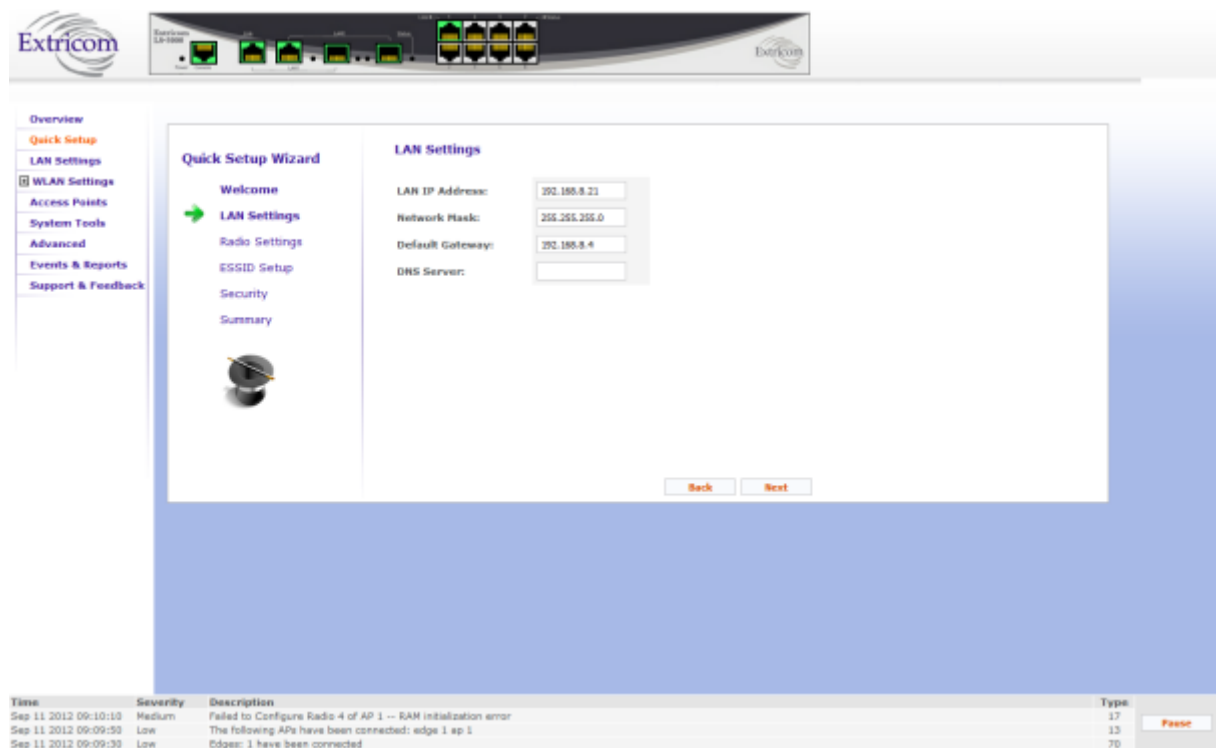 Extricom
Extricom
LS-3000
Extricom
Overview
Quick Setup
LAN Settings
WLAN Settings
Access Points
System Tools
Advanced
Events & Reports
Support & Feedback
Quick Setup Wizard
Welcome
LAN Settings
Radio Settings
ESSID Setup
Security
Summary
LAN Settings
LAN IP Address: 192.168.8.21
Network Mask: 255.255.255.0
Default Gateway: 192.168.8.4
DNS Server:
Back Next
Time Severity Description Type
Sep 11 2012 09:10:10 Medium Failed to Configure Radio 4 of AP 1 -- RAM initialization error 17
Sep 11 2012 09:09:50 Low The following APs have been connected: edge 1 ap 1 13
Sep 11 2012 09:09:30 Low Edges: 1 have been connected 70
Pause